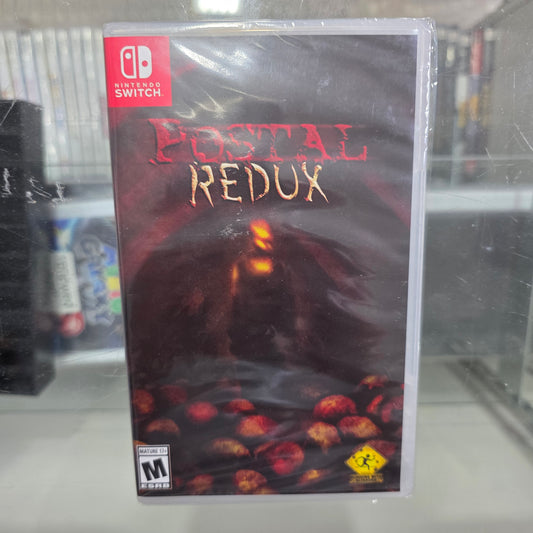 NINTENDO
SWITCH
POSTAL
REDUX
MATURE 17+
M
ESRB